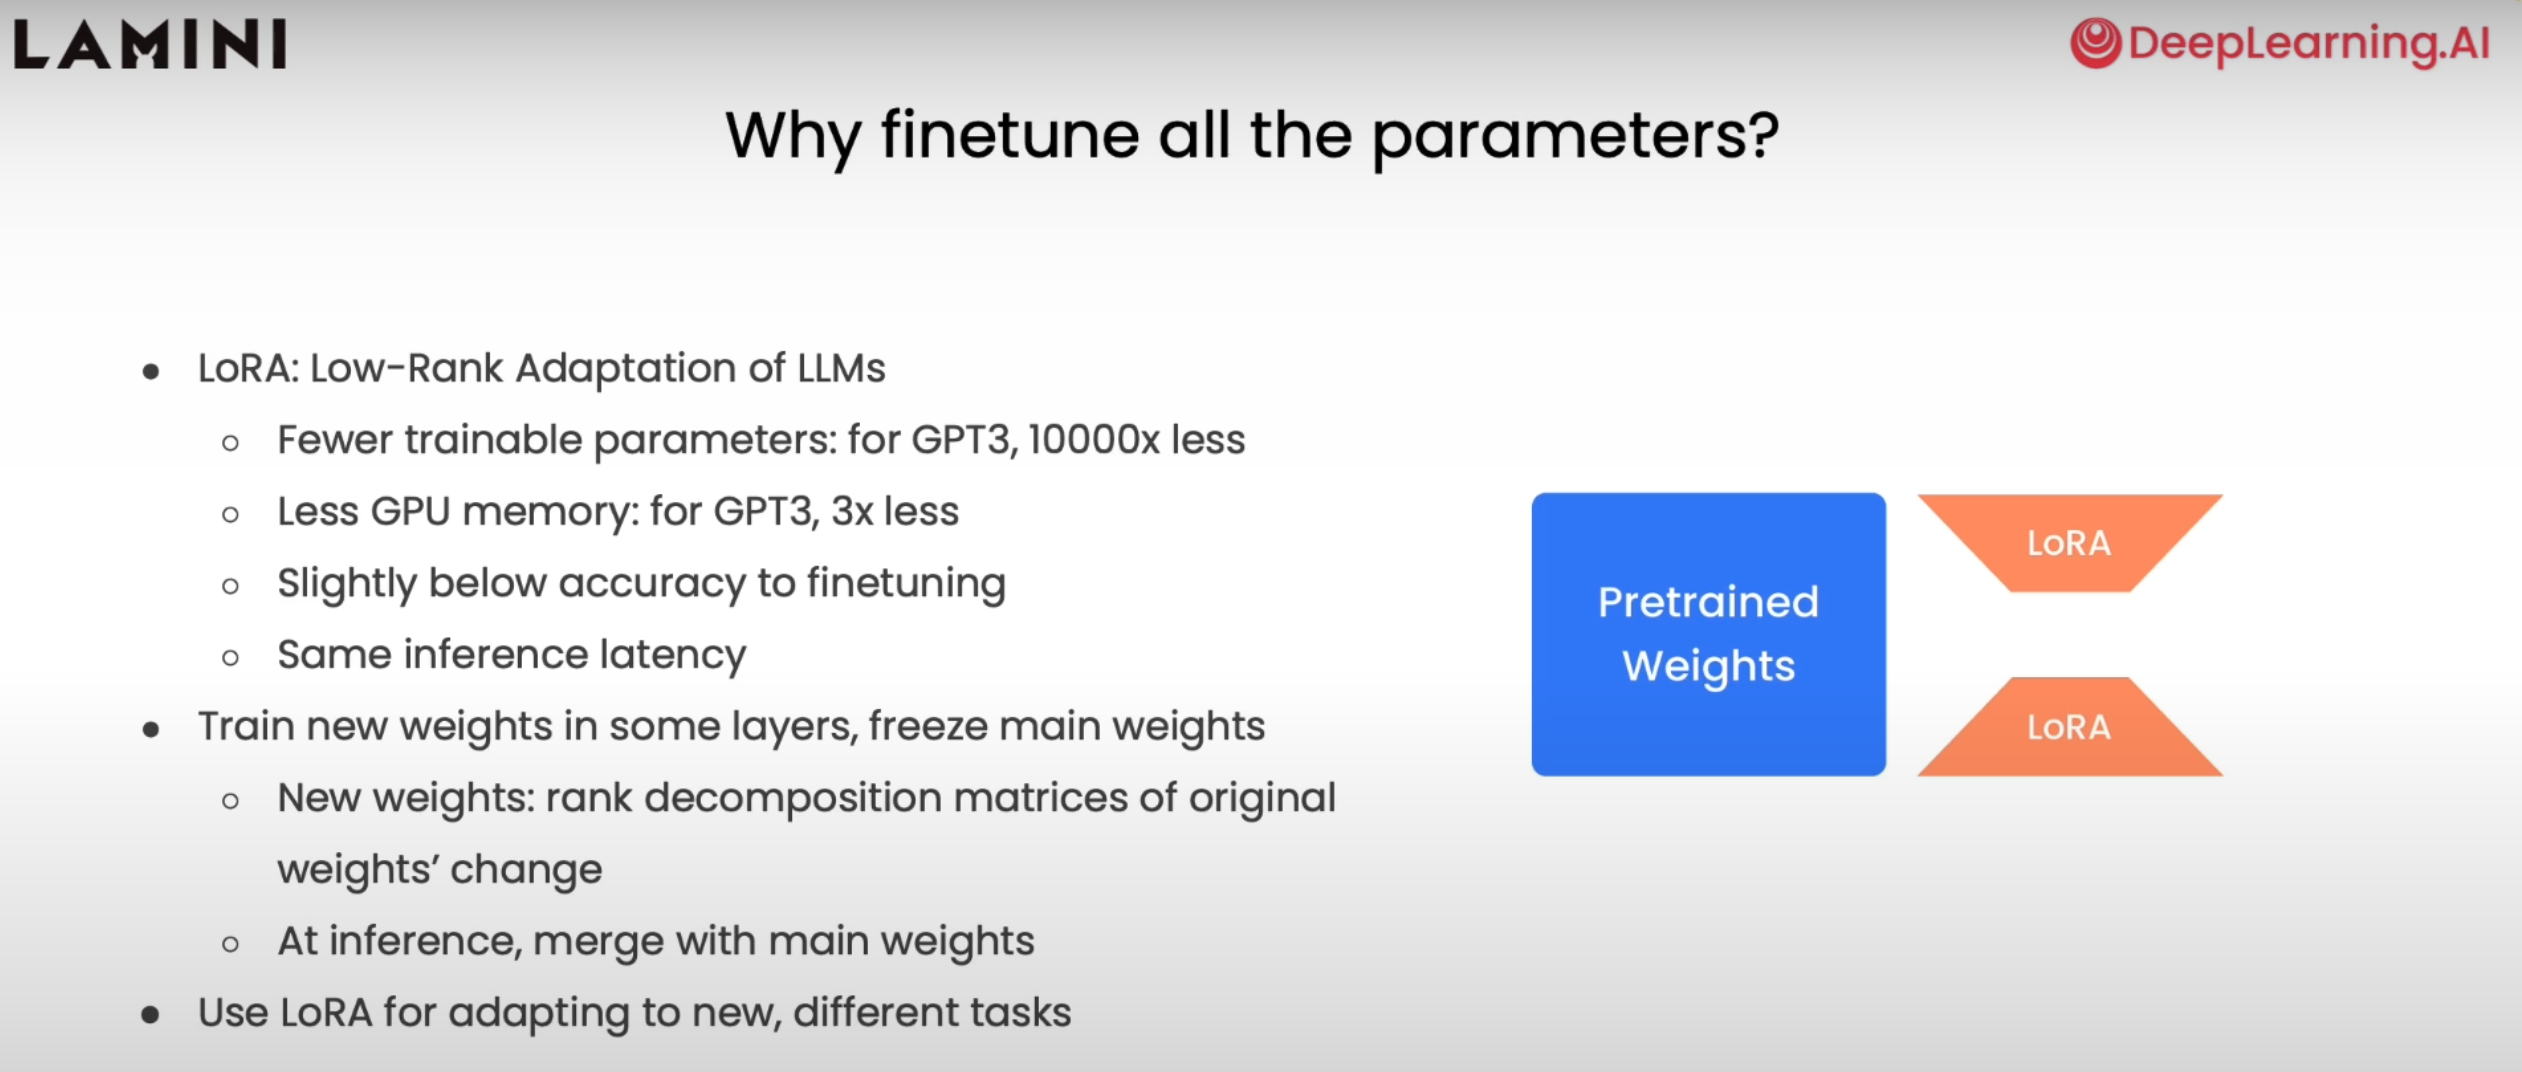 LAMINI
DeepLearning.AI
Why finetune all the parameters?
● LoRA: Low-Rank Adaptation of LLMs
○ Fewer trainable parameters: for GPT3, 10000x less
○ Less GPU memory: for GPT3, 3x less
○ Slightly below accuracy to finetuning
○ Same inference latency
● Train new weights in some layers, freeze main weights
○ New weights: rank decomposition matrices of original
weights’ change
○ At inference, merge with main weights
● Use LoRA for adapting to new, different tasks
Pretrained
Weights
LoRA
LoRA